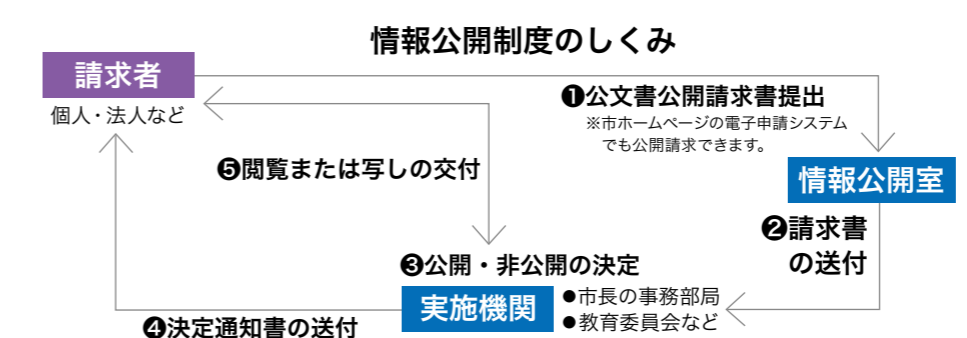 情報公開制度のしくみ
請求者
個人・法人など
❶公文書公開請求書提出
※市ホームページの電子申請システム
でも公開請求できます。
情報公開室
❷請求書
の送付
❸公開・非公開の決定
実施機関
●市長の事務部局
●教育委員会など
❹決定通知書の送付
❺閲覧または写しの交付